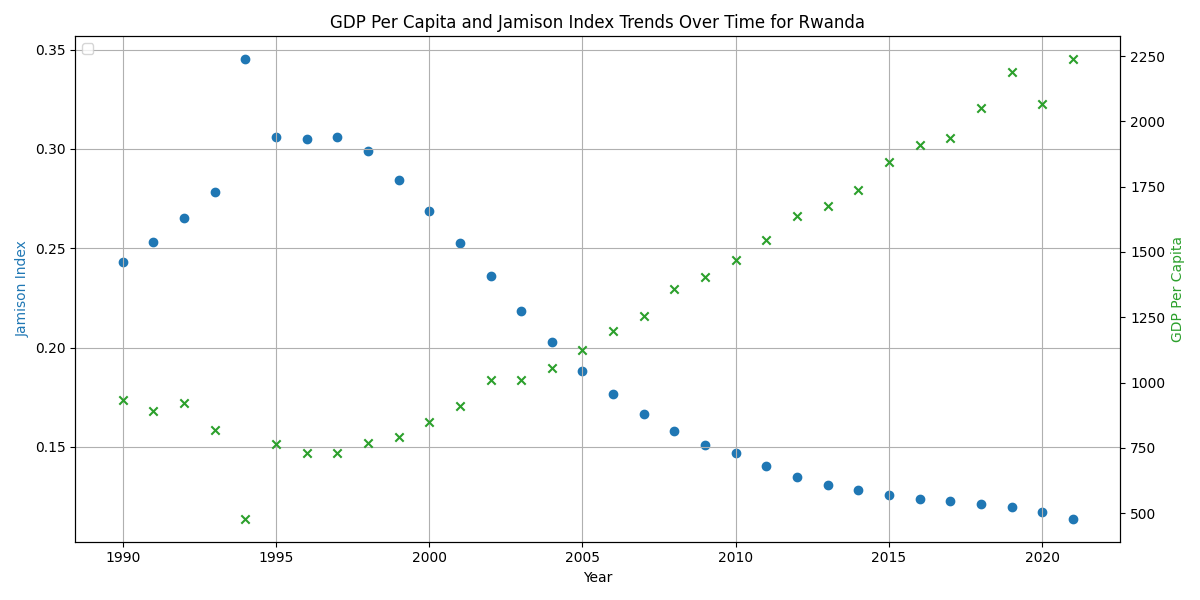 GDP Per Capita and Jamison Index Trends Over Time for Rwanda
0.35
0.30
0.25
0.20
0.15
Jamison Index
2250
2000
1750
1500
1250
1000
750
500
GDP Per Capita
1990 1995 2000 2005 2010 2015 2020
Year